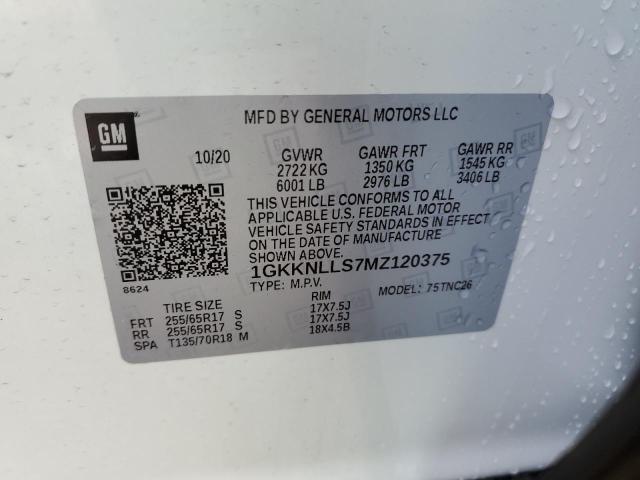 GM
MFD BY GENERAL MOTORS LLC
10/20 GVWR GAWR FRT GAWR RR
2722 KG 1350 KG 1545 KG
6001 LB 2976 LB 3406 LB
THIS VEHICLE CONFORMS TO ALL
APPLICABLE U.S. FEDERAL MOTOR
VEHICLE SAFETY STANDARDS IN EFFECT
ON THE DATE OF MANUFACTURE SHOWN ABOVE.
1GKKNLLS7MZ120375
8624
TYPE: M.P.V. MODEL: 75TNC26
TIRE SIZE RIM
FRT 255/65R17 S 17X7.5J
RR 255/65R17 S 17X7.5J
SPA T135/70R18 M 18X4.5B